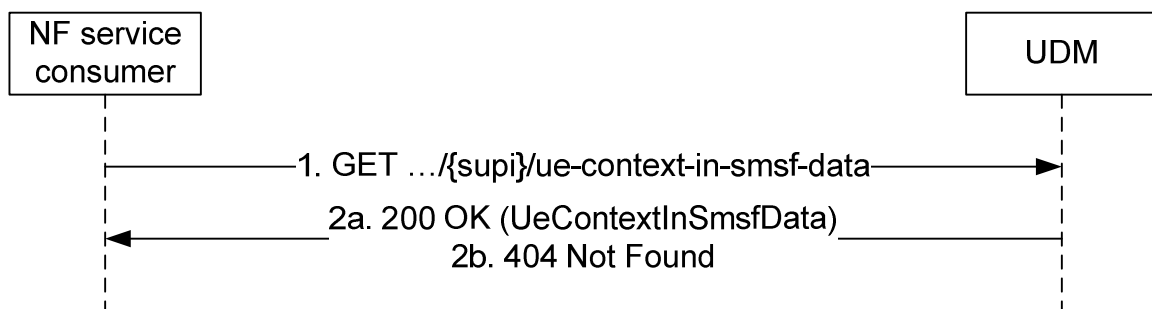 NF service
consumer
UDM
1. GET …/{supi}/ue-context-in-smsf-data
2a. 200 OK (UeContextInSmsfData)
2b. 404 Not Found